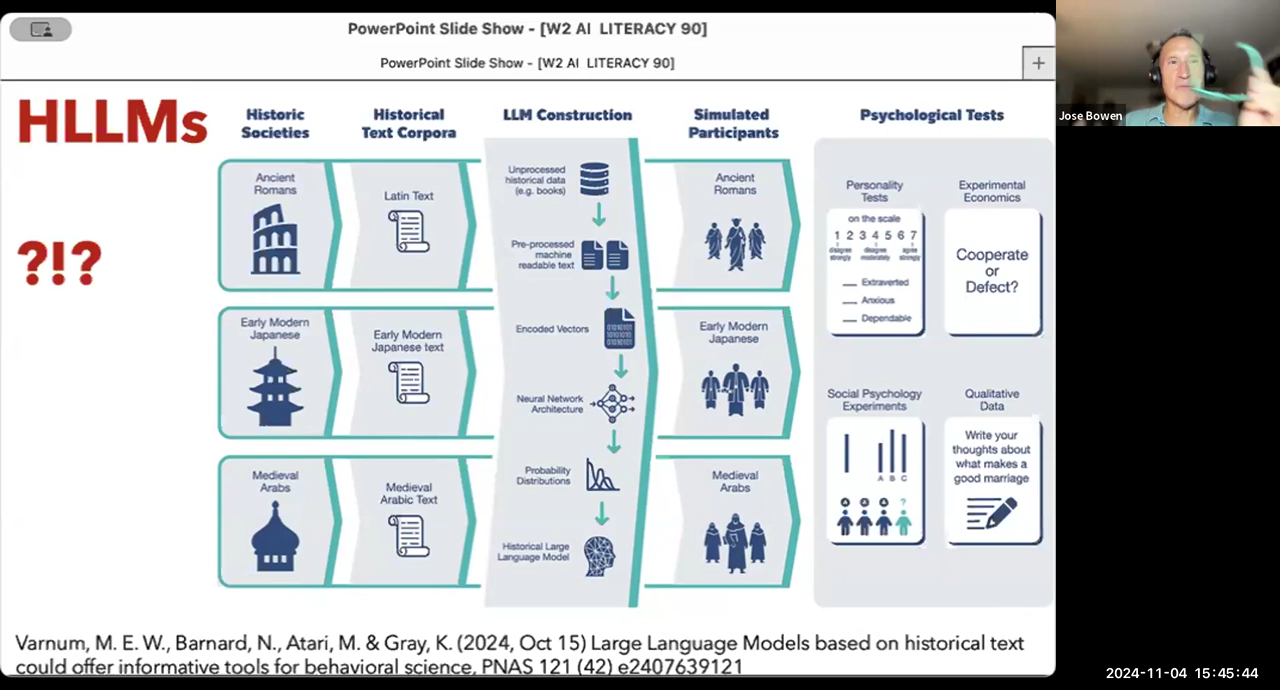 PowerPoint Slide Show - [W2 AI LITERACY 90]
PowerPoint Slide Show - [W2 AI LITERACY 90]
+
HLLMs
?!?
Historic
Societies
Historical
Text Corpora
LLM Construction
Simulated
Participants
Psychological Tests
Ancient
Romans
Latin Text
Unprocessed
historical data
(e.g. books)
Pre-processed
machine
readable text
Ancient
Romans
Early Modern
Japanese
Early Modern
Japanese text
Encoded Vectors
01010101
10101010
01010101
Neural Network
Architecture
Early Modern
Japanese
Medieval
Arabs
Medieval
Arabic Text
Probability
Distributions
Historical Large
Language Model
Medieval
Arabs
Personality
Tests
on the scale
1 2 3 4 5 6 7
disagree
strongly
disagree
moderately
agree
strongly
___ Extraverted
___ Anxious
___ Dependable
Experimental
Economics
Cooperate
or
Defect?
Social Psychology
Experiments
A B C
A A A ?
Qualitative
Data
Write your
thoughts about
what makes a
good marriage
Varnum, M. E. W., Barnard, N., Atari, M. & Gray, K. (2024, Oct 15) Large Language Models based on historical text
could offer informative tools for behavioral science, PNAS 121 (42) e2407639121
Jose Bowen
2024-11-04 15:45:44